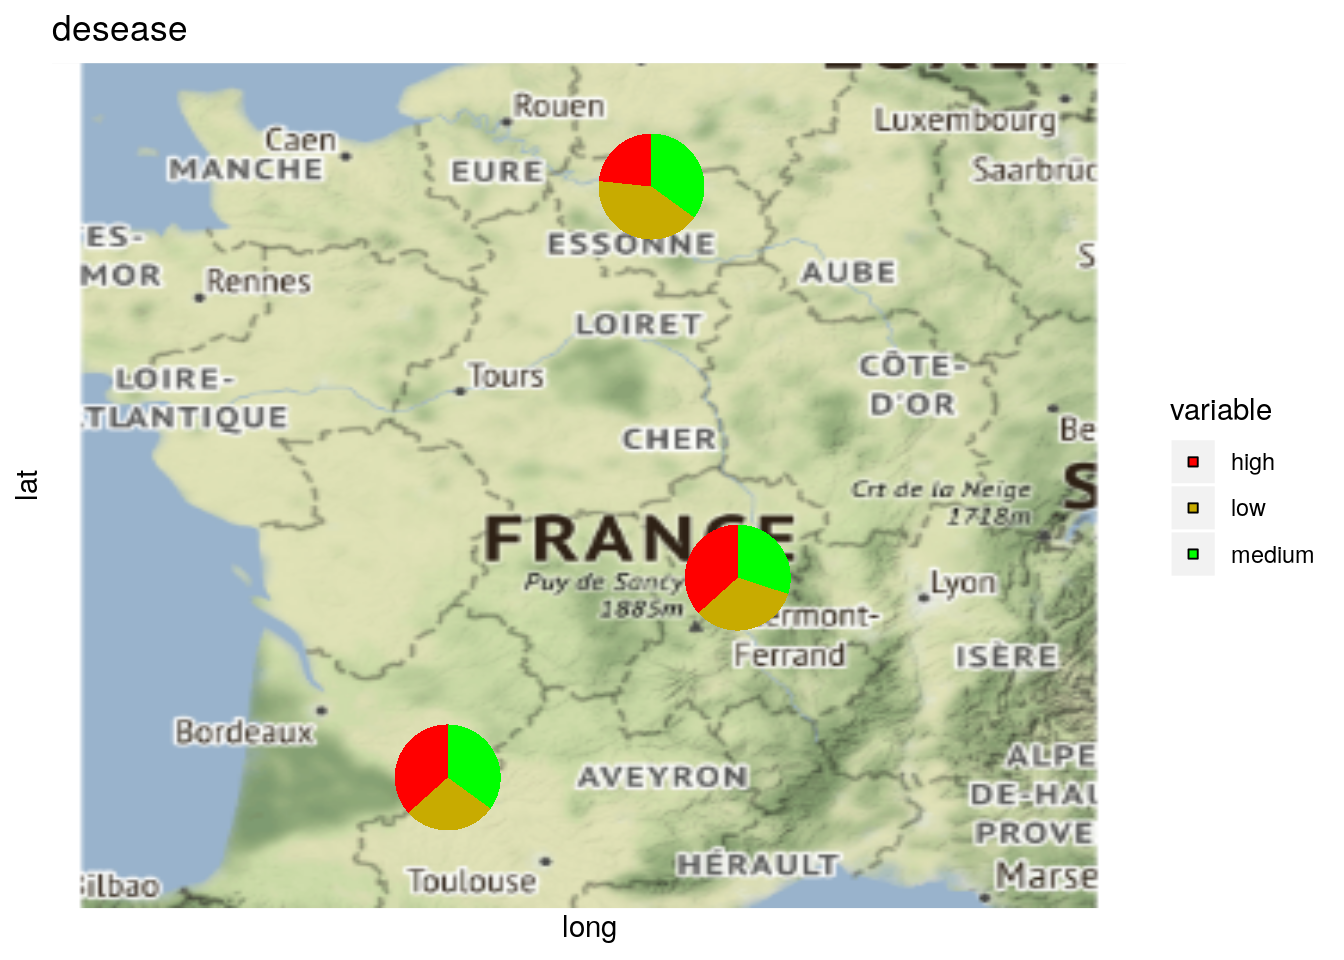 desease
Rouen
Luxembourg
Caen
MANCHE
EURE
Saarbrüc
ES-
MOR
ESSONNE
S
AUBE
Rennes
LOIRET
LOIRE-
TLANTIQUE
Tours
CÔTE-
D'OR
CHER
Be
Crt de la Neige
1718m
S
FRANCE
Puy de Sancy
1885m
Lyon
ermont-
Ferrand
ISÈRE
Bordeaux
AVEYRON
ALPE
DE-HAU
PROVE
HÉRAULT
Marse
Toulouse
ilbao
lat
long
variable
high
low
medium